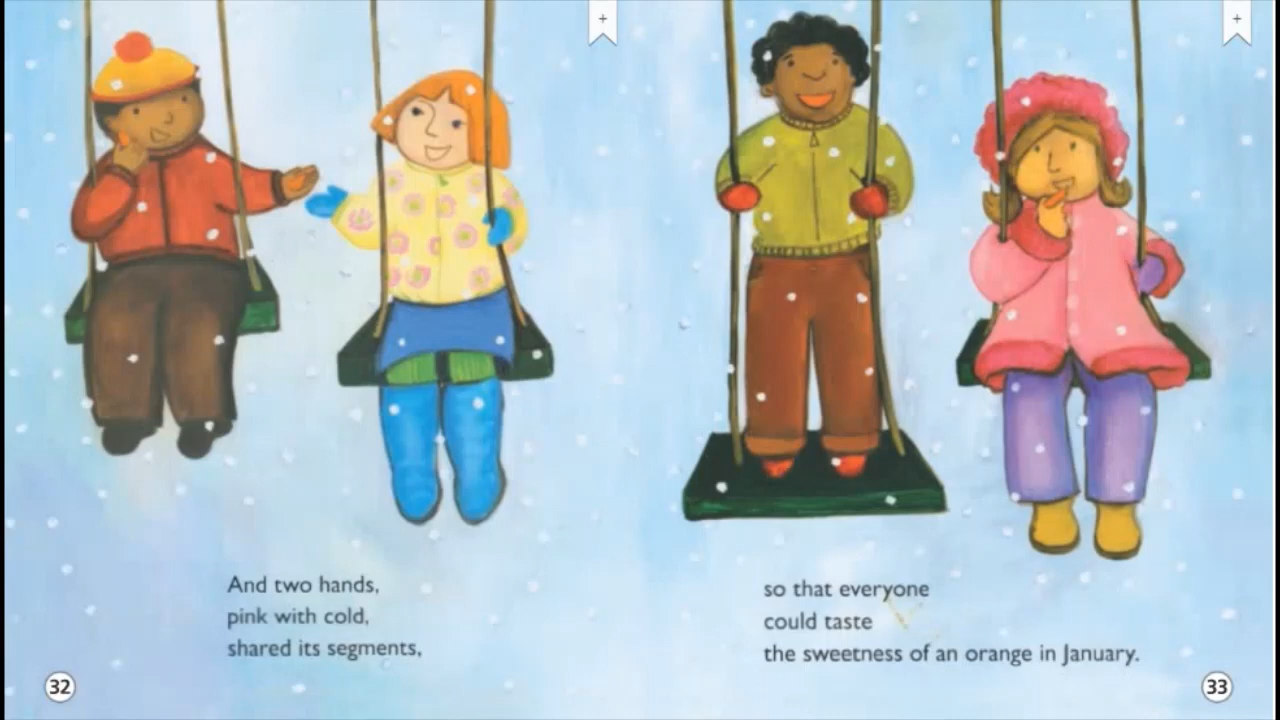 And two hands,
pink with cold,
shared its segments,
32
so that everyone
could taste
the sweetness of an orange in January.
33